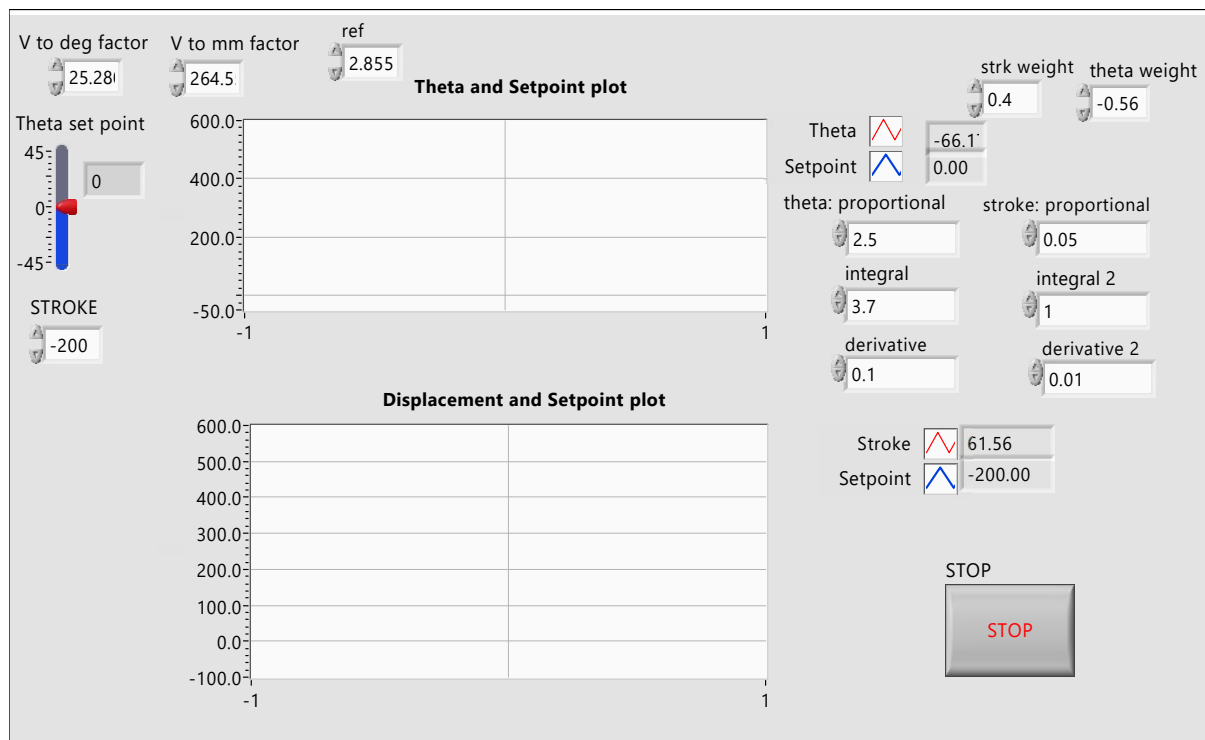 V to deg factor
25.28
V to mm factor
264.5
ref
2.855
Theta and Setpoint plot
strk weight
0.4
theta weight
-0.56
Theta set point
45
0
-45
0
600.0
400.0
200.0
-50.0
-1
1
Theta
-66.1
Setpoint
0.00
theta: proportional
2.5
stroke: proportional
0.05
integral
3.7
integral 2
1
derivative
0.1
derivative 2
0.01
STROKE
-200
Displacement and Setpoint plot
600.0
500.0
400.0
300.0
200.0
100.0
0.0
-100.0
-1
1
Stroke
61.56
Setpoint
-200.00
STOP
STOP